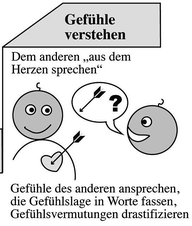 Gefühle
verstehen
Dem anderen „aus dem
Herzen sprechen“
?
Gefühle des anderen ansprechen,
die Gefühlslage in Worte fassen,
Gefühlsvermutungen drastifizieren